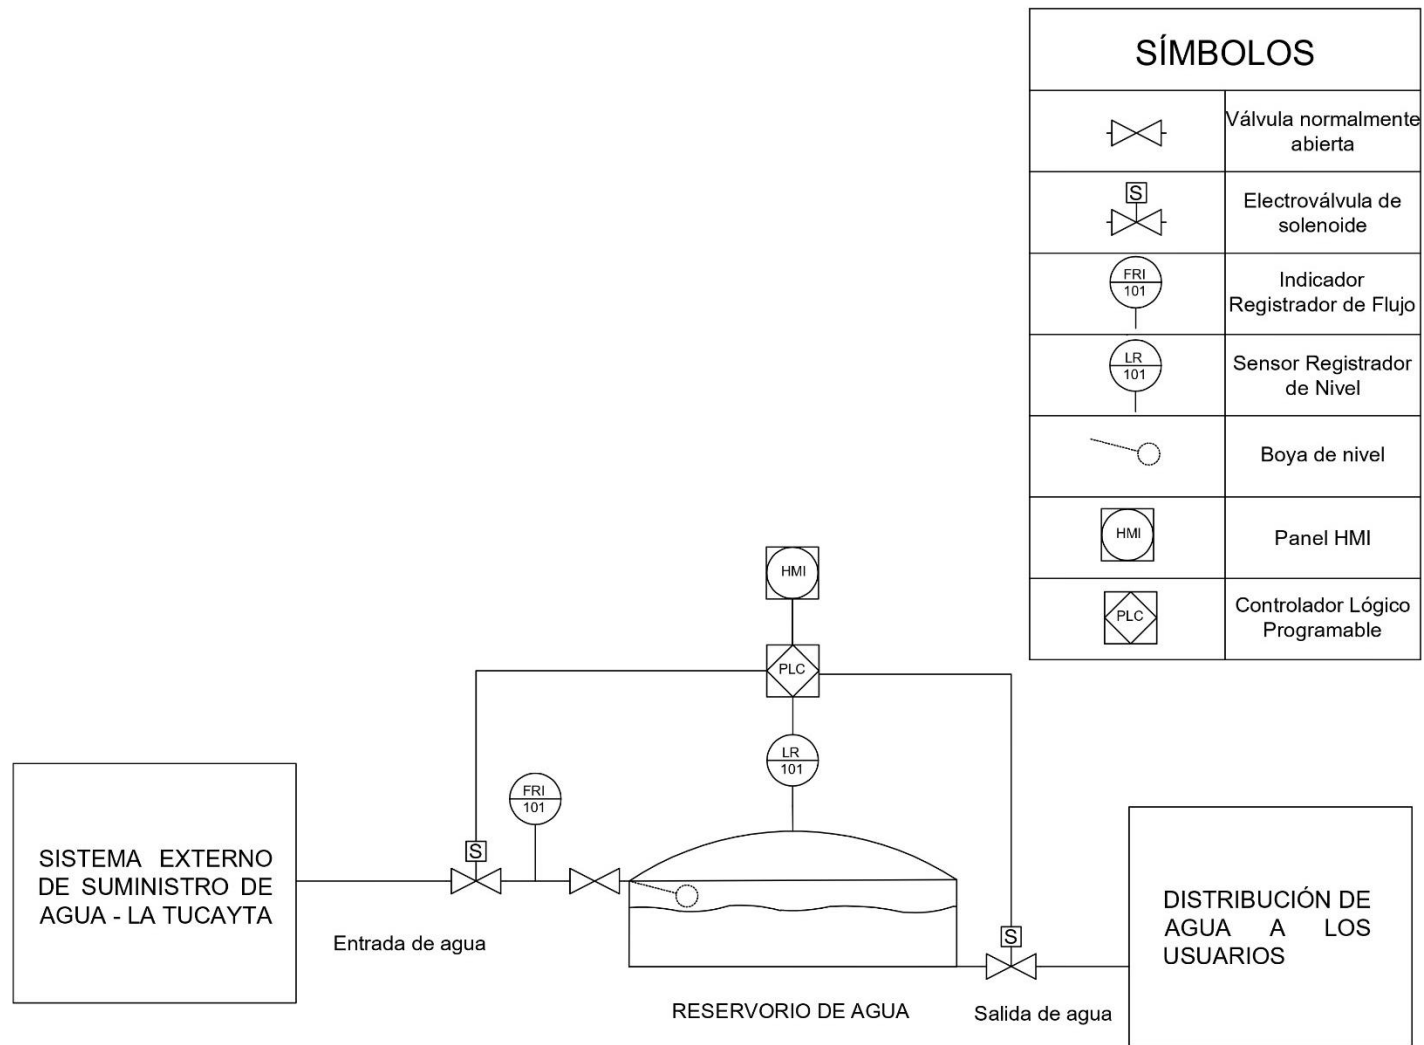 SÍMBOLOS
Válvula normalmente
abierta
S
Electroválvula de
solenoide
FRI
101
Indicador
Registrador de Flujo
LR
101
Sensor Registrador
de Nivel
Boya de nivel
HMI
Panel HMI
PLC
Controlador Lógico
Programable
HMI
PLC
LR
101
FRI
101
S
SISTEMA EXTERNO
DE SUMINISTRO DE
AGUA - LA TUCAYTA
Entrada de agua
RESERVORIO DE AGUA
S
Salida de agua
DISTRIBUCIÓN DE
AGUA A LOS
USUARIOS